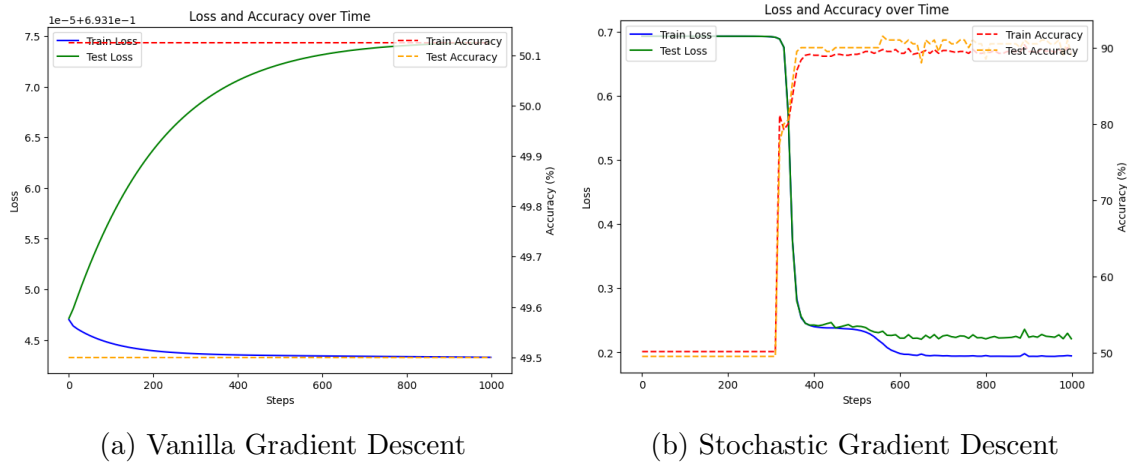 Loss and Accuracy over Time
1e−5+6.931e−1
7.5
7.0
6.5
6.0
5.5
5.0
4.5
Loss
Train Loss
Test Loss
Train Accuracy
Test Accuracy
50.1
50.0
49.9
49.8
49.7
49.6
49.5
Accuracy (%)
0 200 400 600 800 1000
Steps
(a) Vanilla Gradient Descent
Loss and Accuracy over Time
0.7
0.6
0.5
0.4
0.3
0.2
Loss
Train Loss
Test Loss
Train Accuracy
Test Accuracy
90
80
70
60
50
Accuracy (%)
0 200 400 600 800 1000
Steps
(b) Stochastic Gradient Descent